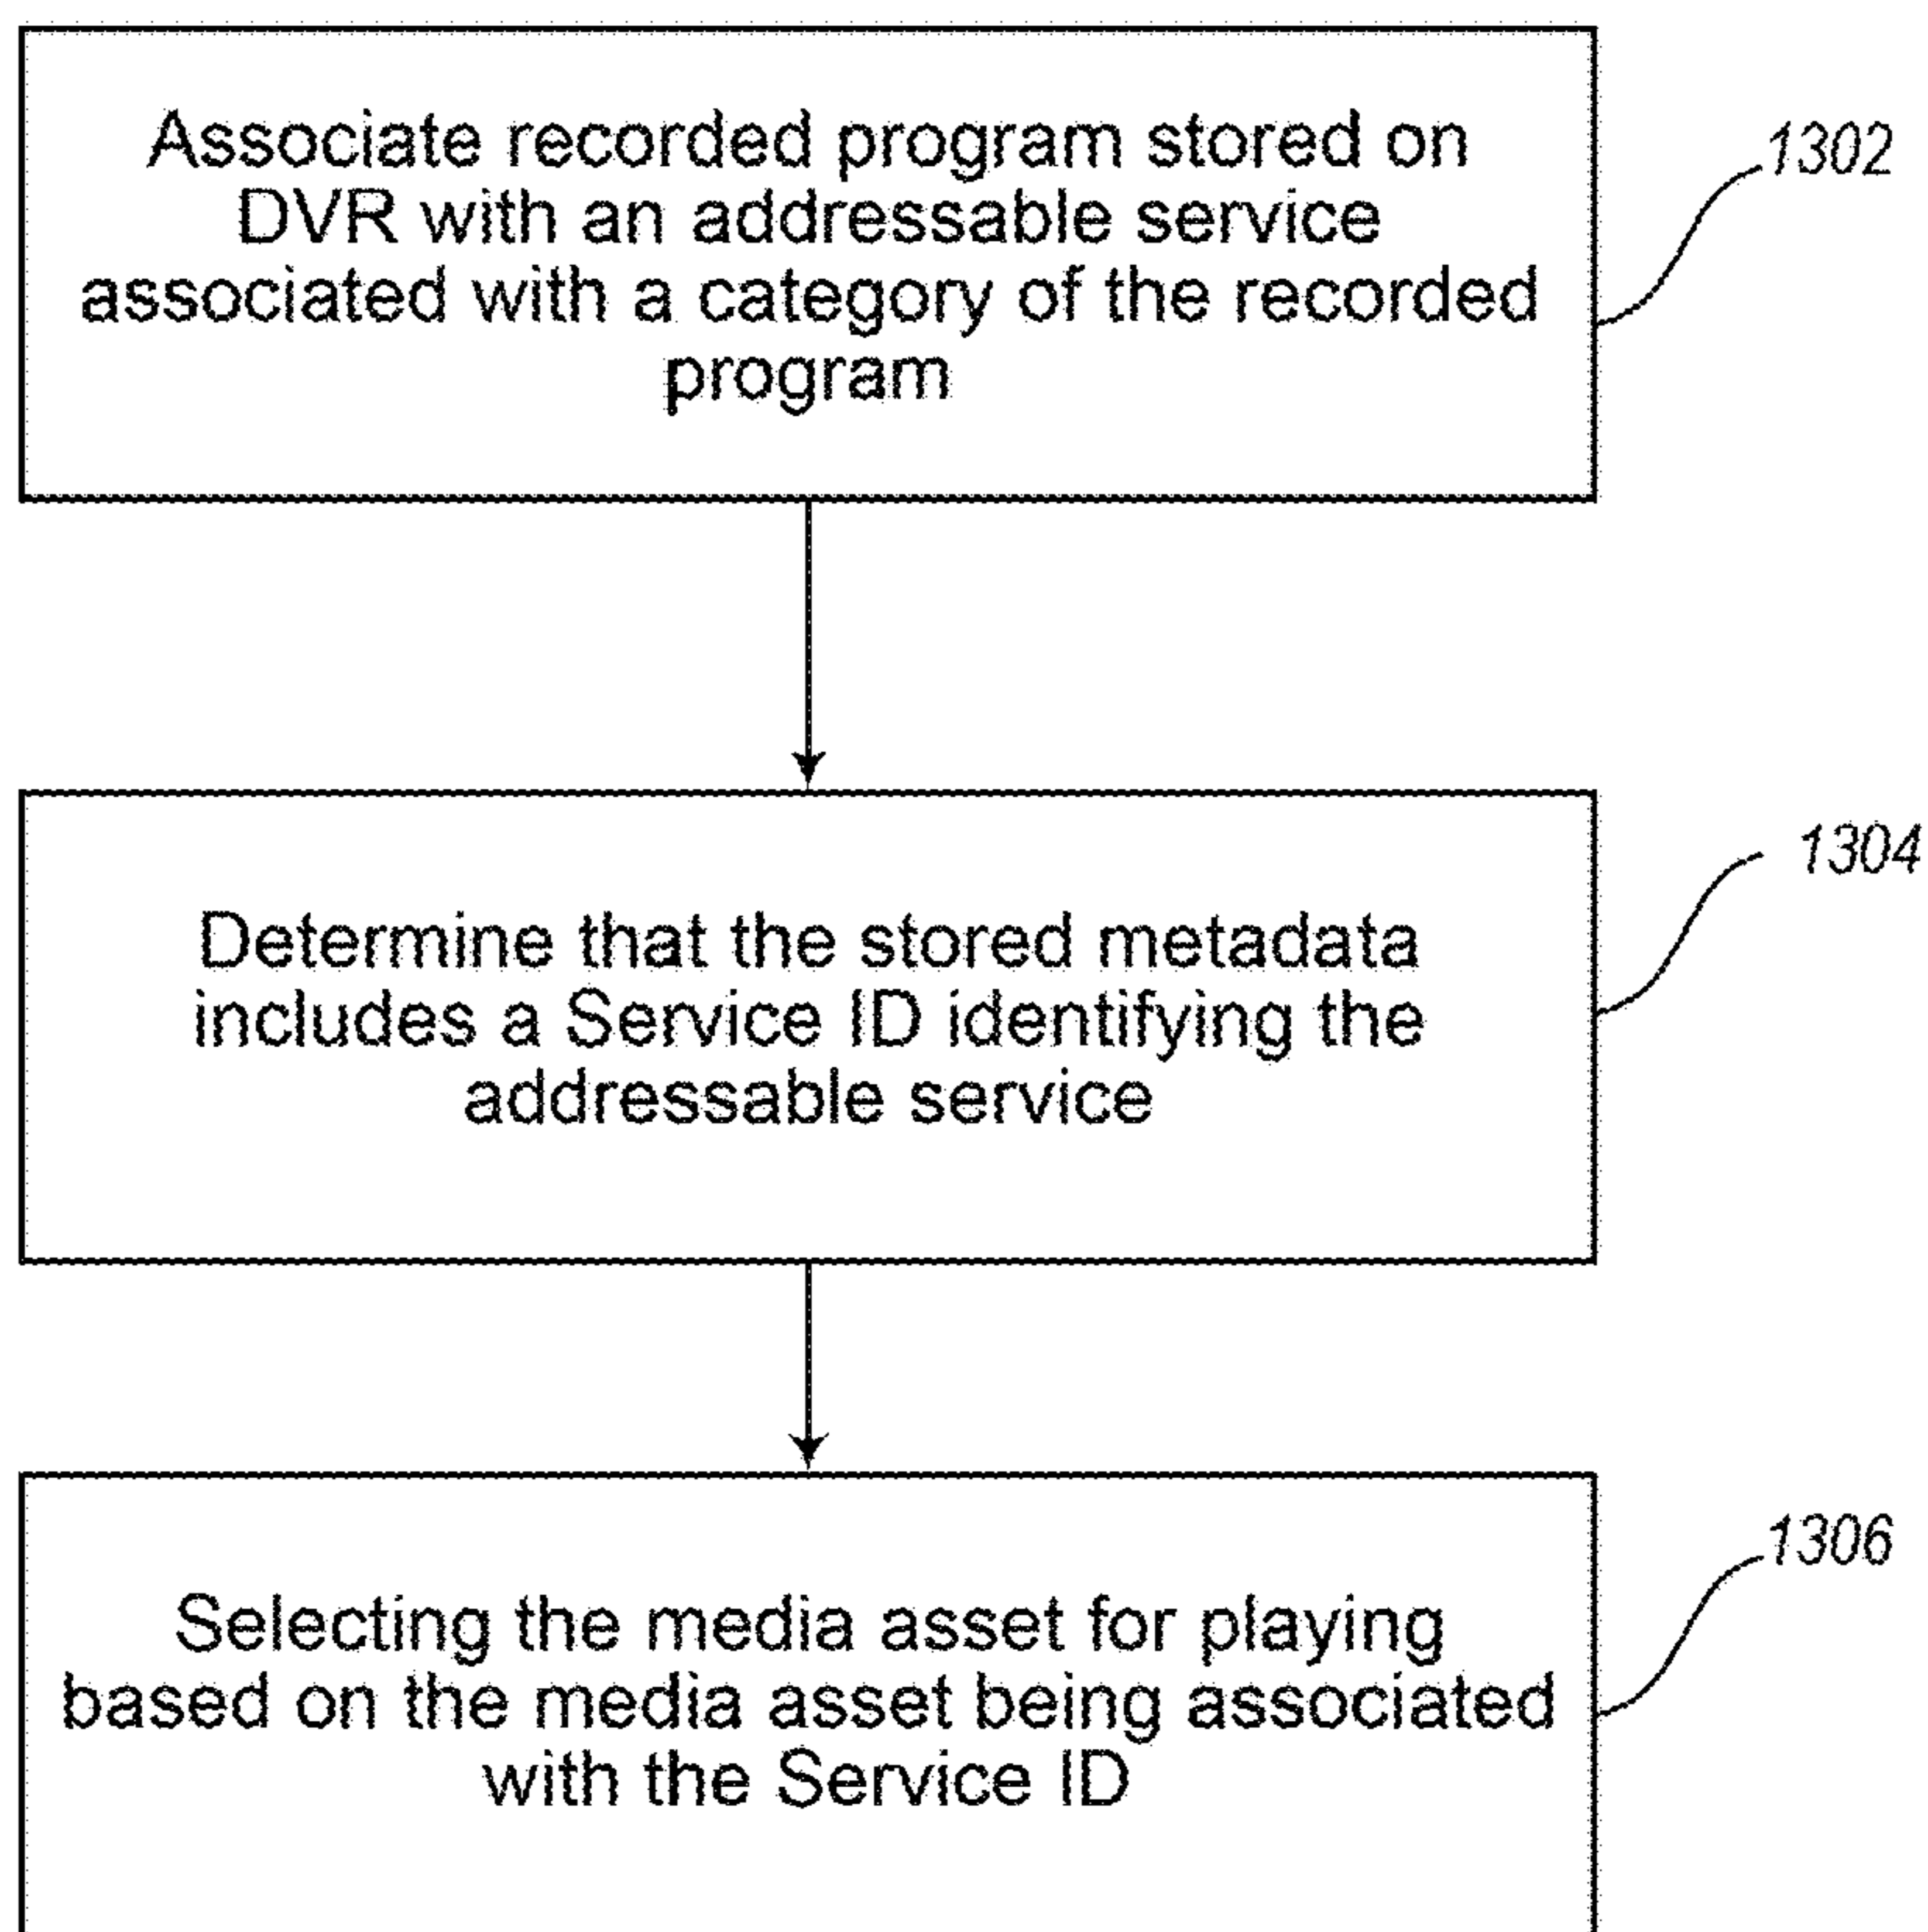 Associate recorded program stored on
DVR with an addressable service
associated with a category of the recorded
program
1302
Determine that the stored metadata
includes a Service ID identifying the
addressable service
1304
Selecting the media asset for playing
based on the media asset being associated
with the Service ID
1306